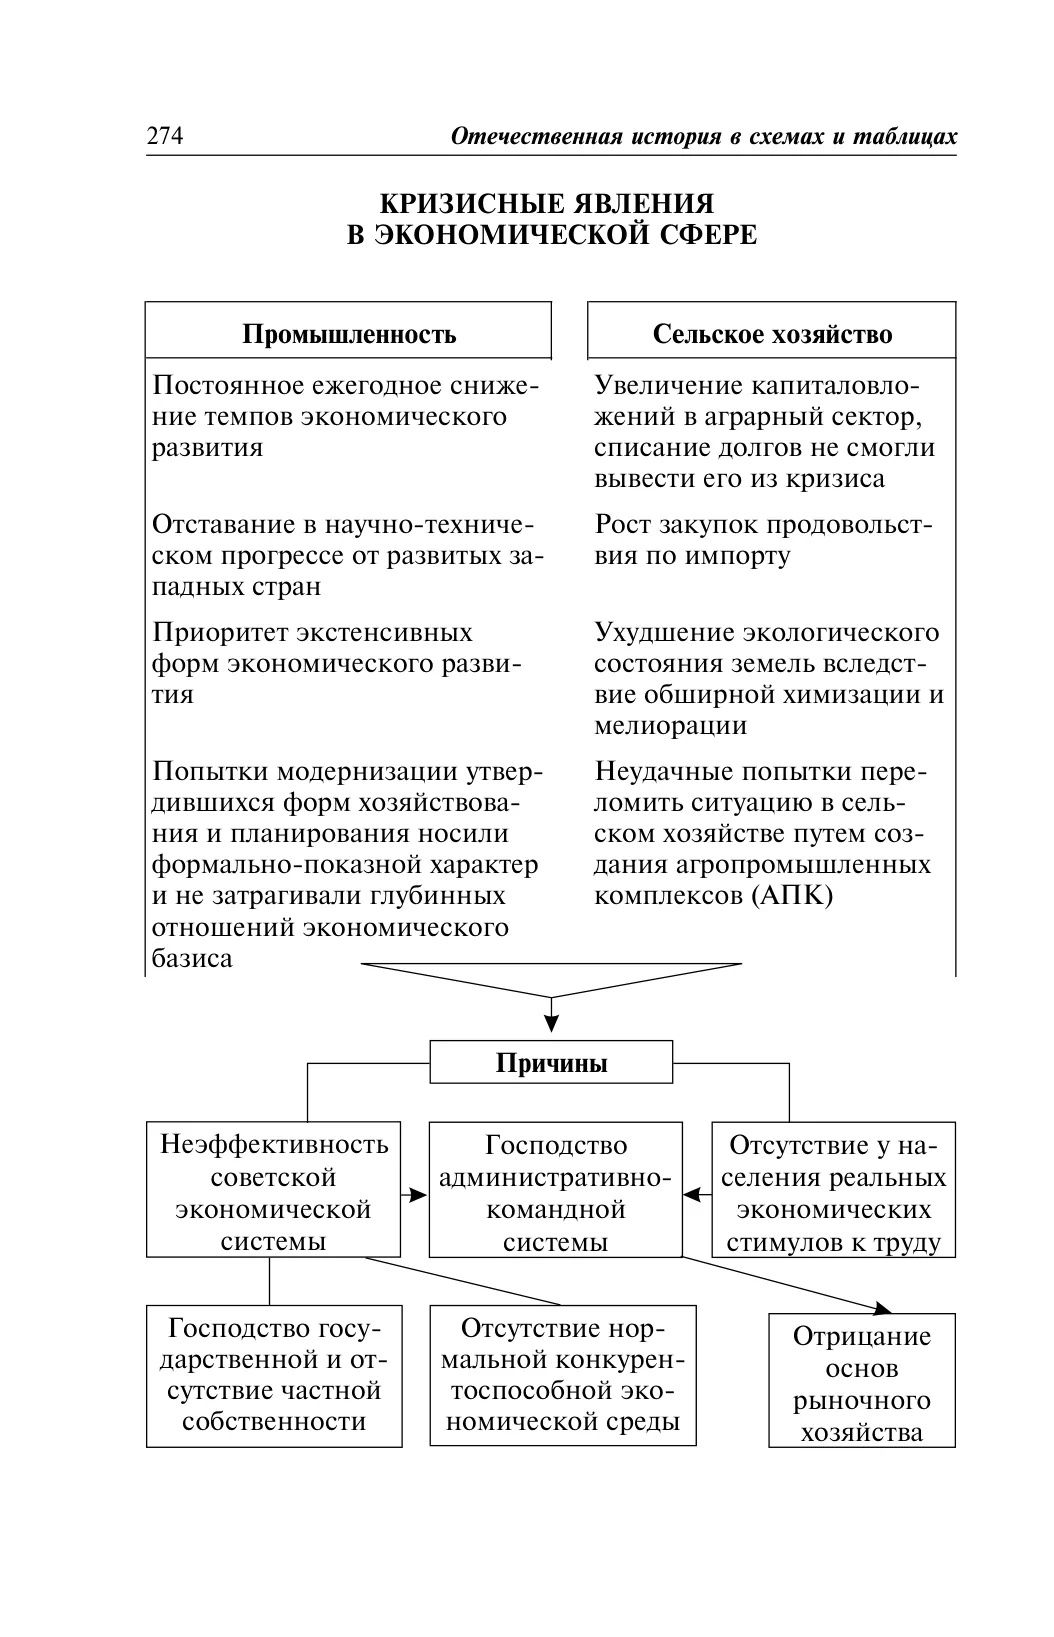 274
Отечественная история в схемах и таблицах
КРИЗИСНЫЕ ЯВЛЕНИЯ
В ЭКОНОМИЧЕСКОЙ СФЕРЕ
Промышленность
Постоянное ежегодное сниже-
ние темпов экономического
развития
Отставание в научно-техниче-
ском прогрессе от развитых за-
падных стран
Приоритет экстенсивных
форм экономического разви-
тия
Попытки модернизации утвер-
дившихся форм хозяйствова-
ния и планирования носили
формально-показной характер
и не затрагивали глубинных
отношений экономического
базиса
Сельское хозяйство
Увеличение капиталовло-
жений в аграрный сектор,
списание долгов не смогли
вывести его из кризиса
Рост закупок продовольст-
вия по импорту
Ухудшение экологического
состояния земель вследст-
вие обширной химизации и
мелиорации
Неудачные попытки пере-
ломить ситуацию в сель-
ском хозяйстве путем соз-
дания агропромышленных
комплексов (АПК)
Причины
Неэффективность
советской
экономической
системы
Господство
административно-
командной
системы
Отсутствие у на-
селения реальных
экономических
стимулов к труду
Господство госу-
дарственной и от-
сутствие частной
собственности
Отсутствие нор-
мальной конкурен-
тоспособной эко-
номической среды
Отрицание
основ
рыночного
хозяйства